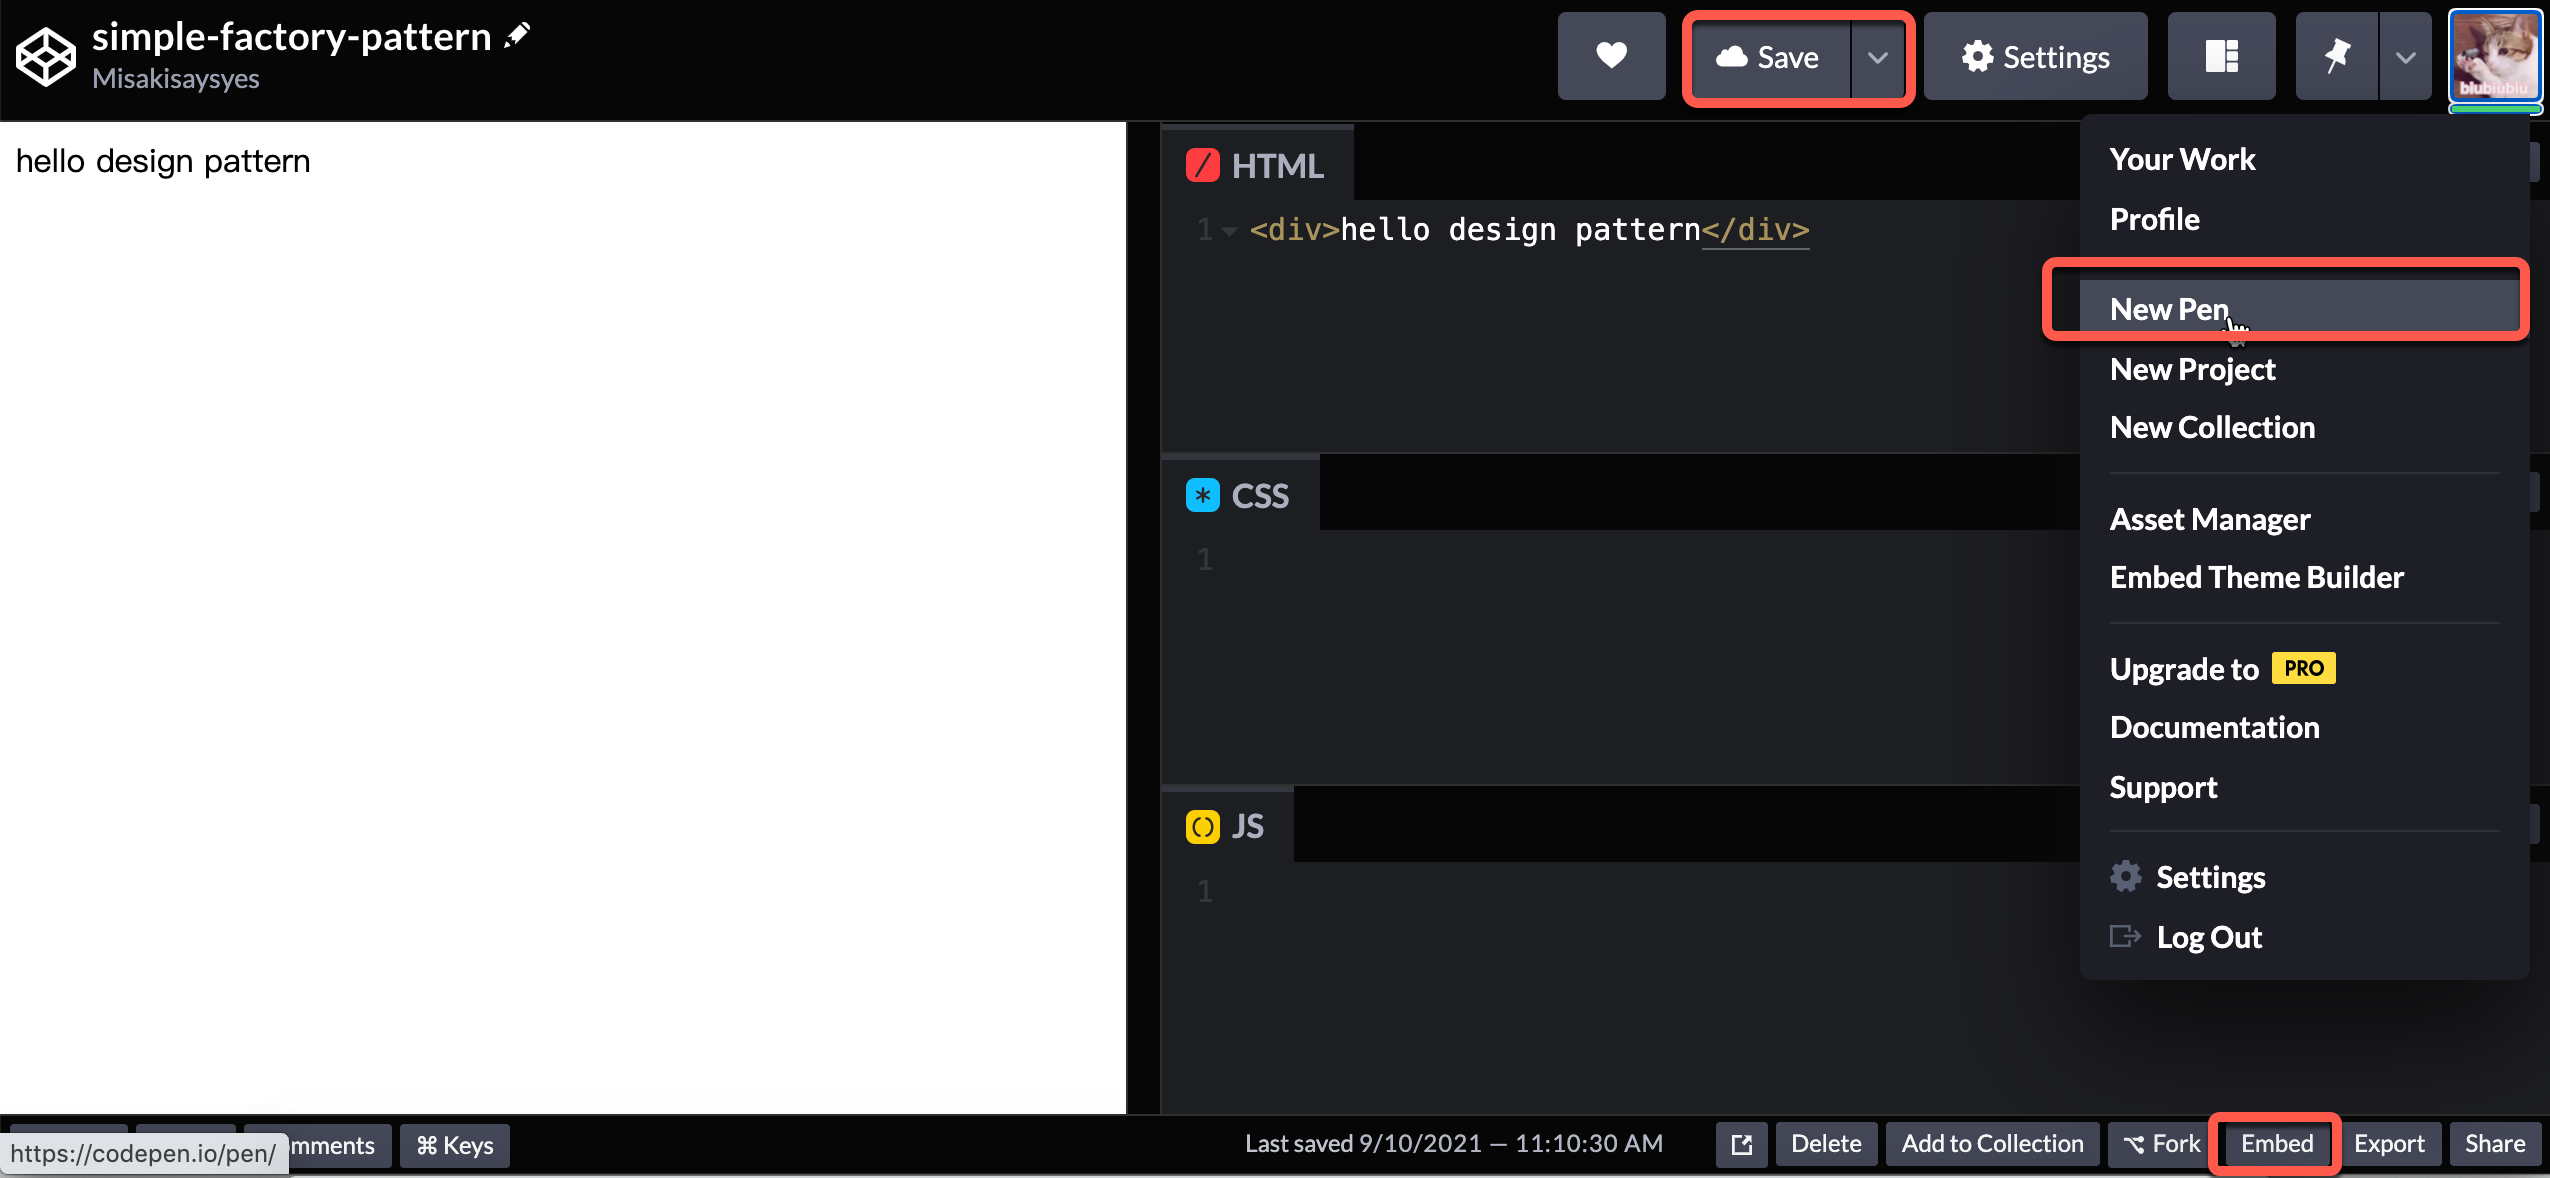 simple-factory-pattern
Misakisaysyes
Save
Settings
blubiubiu
hello design pattern
HTML
1 <div>hello design pattern</div>
CSS
1
JS
1
Your Work
Profile
New Pen
New Project
New Collection
Asset Manager
Embed Theme Builder
Upgrade to PRO
Documentation
Support
Settings
Log Out
https://codepen.io/pen/
omments
⌘ Keys
Last saved 9/10/2021 — 11:10:30 AM
Delete
Add to Collection
Fork
Embed
Export
Share